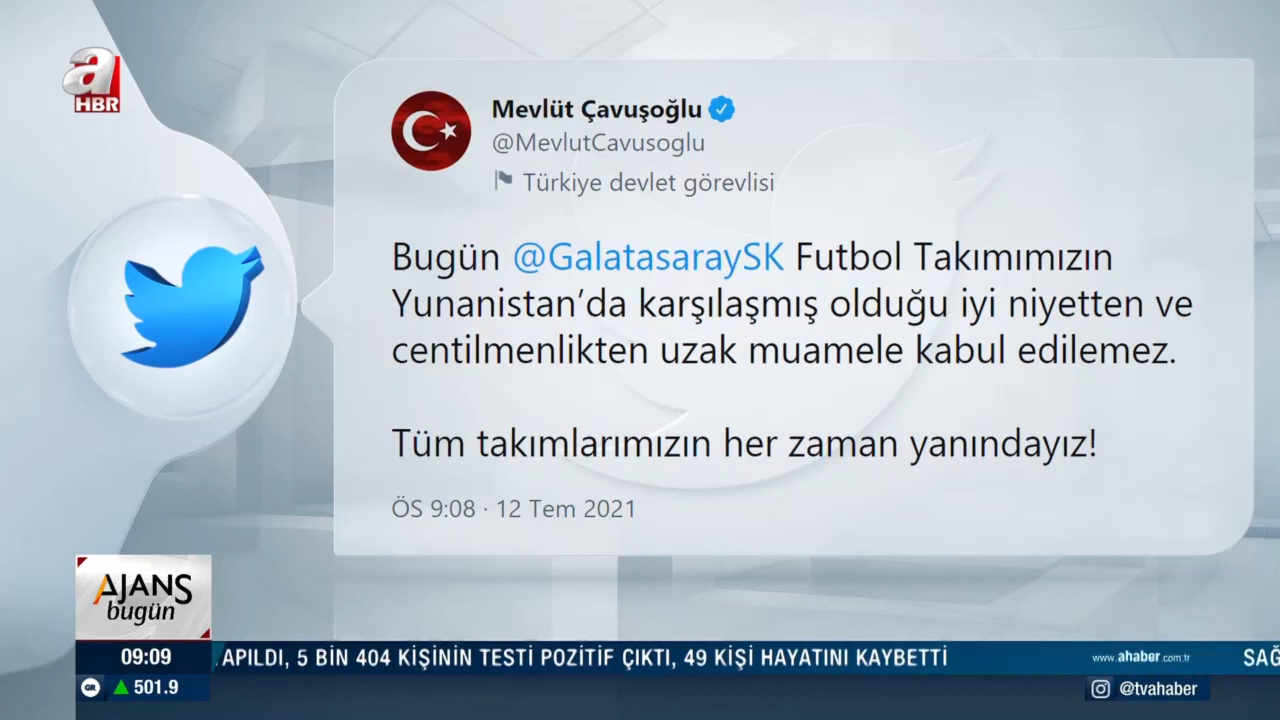 a
HBR
Mevlüt Çavuşoğlu
@MevlutCavusoglu
Türkiye devlet görevlisi
Bugün @GalatasaraySK Futbol Takımımızın
Yunanistan’da karşılaşmış olduğu iyi niyetten ve
centilmenlikten uzak muamele kabul edilemez.
Tüm takımlarımızın her zaman yanındayız!
ÖS 9:08 · 12 Tem 2021
AJANS
bugün
09:09
APILDI, 5 BİN 404 KİŞİNİN TESTİ POZİTİF ÇIKTI, 49 KİŞİ HAYATINI KAYBETTİ
www.ahaber.com.tr
SAĞ
GR 501.9
@tvahaber